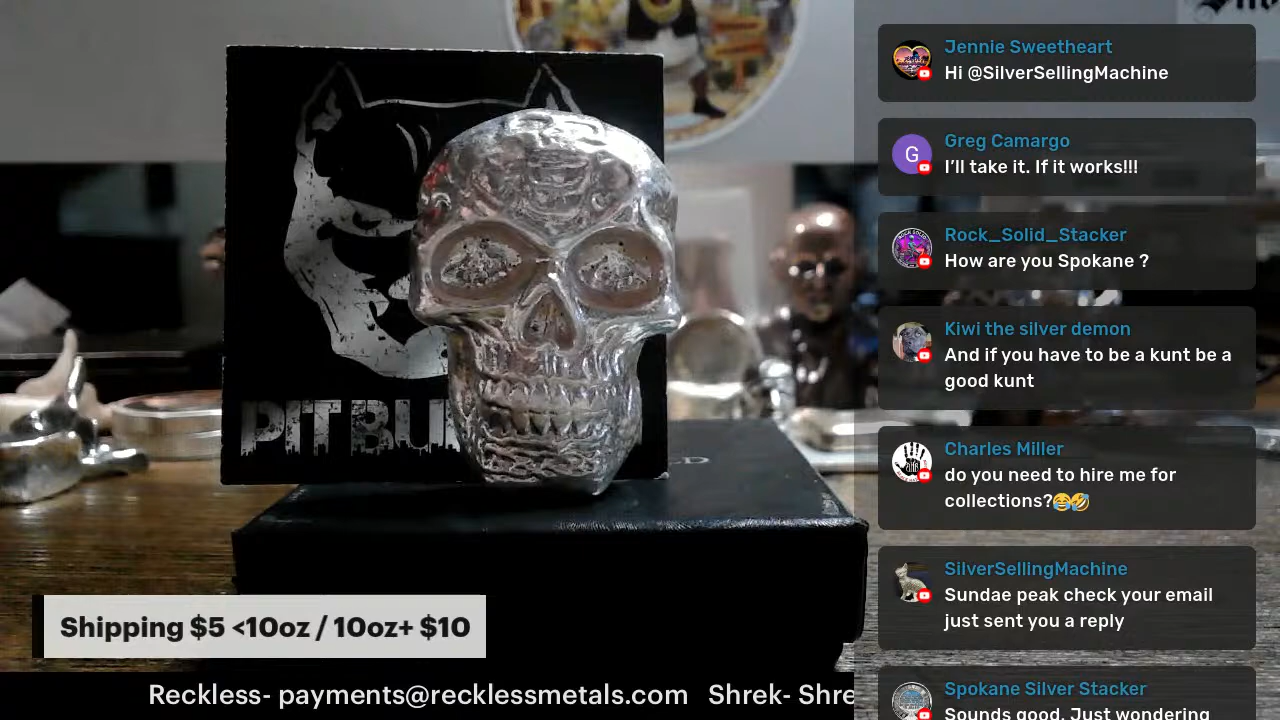 PIT BU
D
Shipping $5 <10oz / 10oz+ $10
Reckless- payments@recklessmetals.com Shrek- Shre
Jennie Sweetheart
Hi @SilverSellingMachine
G
Greg Camargo
I’ll take it. If it works!!!
Rock_Solid_Stacker
How are you Spokane ?
Kiwi the silver demon
And if you have to be a kunt be a
good kunt
Charles Miller
do you need to hire me for
collections?😂🤣
SilverSellingMachine
Sundae peak check your email
just sent you a reply
Spokane Silver Stacker
Sounds good. Just wondering